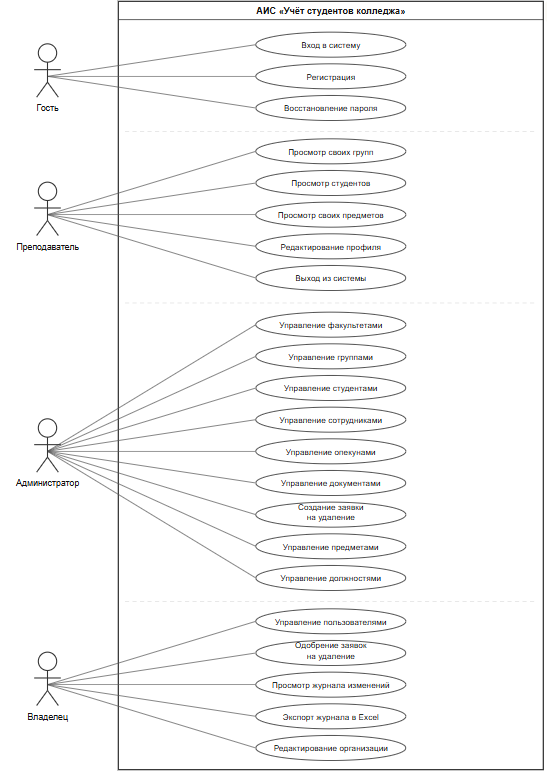 АИС «Учёт студентов колледжа»
Вход в систему
Регистрация
Восстановление пароля
Гость
Просмотр своих групп
Просмотр студентов
Просмотр своих предметов
Редактирование профиля
Выход из системы
Преподаватель
Управление факультетами
Управление группами
Управление студентами
Управление сотрудниками
Управление опекунами
Управление документами
Создание заявки
на удаление
Управление предметами
Управление должностями
Администратор
Управление пользователями
Одобрение заявок
на удаление
Просмотр журнала изменений
Экспорт журнала в Excel
Редактирование организации
Владелец